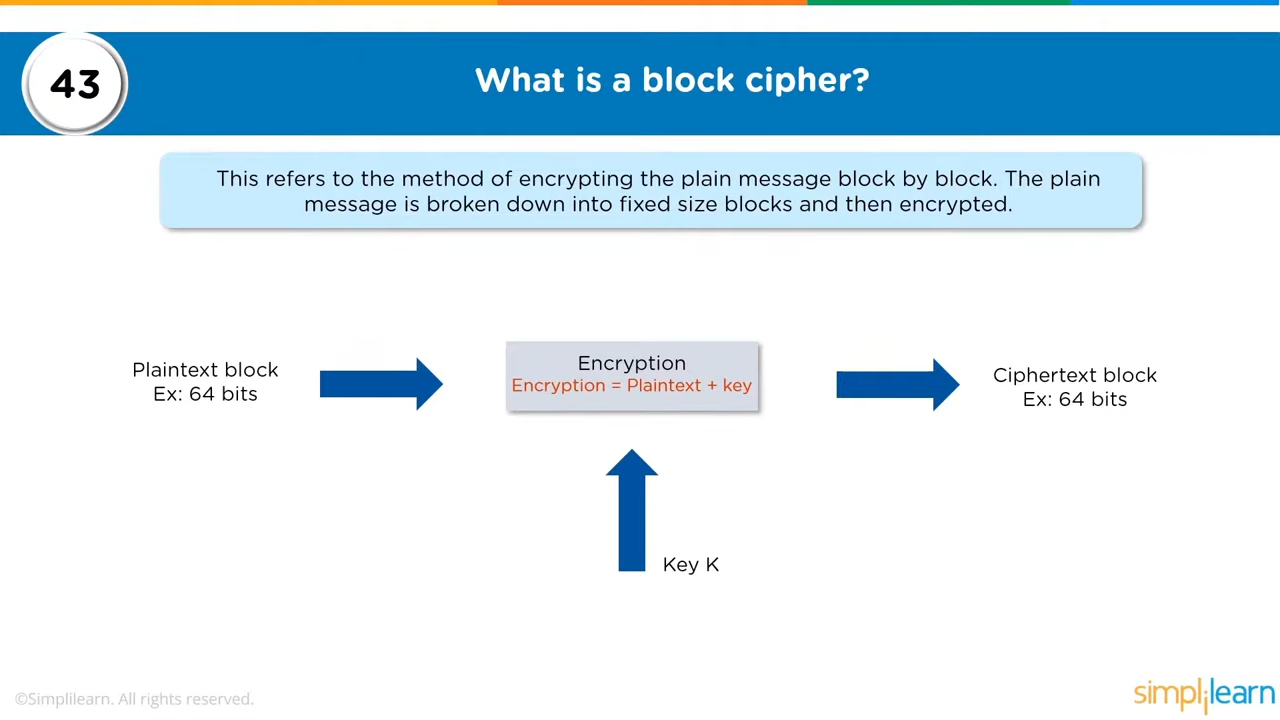 43
What is a block cipher?
This refers to the method of encrypting the plain message block by block. The plain
message is broken down into fixed size blocks and then encrypted.
Plaintext block
Ex: 64 bits
Encryption
Encryption = Plaintext + key
Ciphertext block
Ex: 64 bits
Key K
©Simplilearn. All rights reserved.
simplilearn